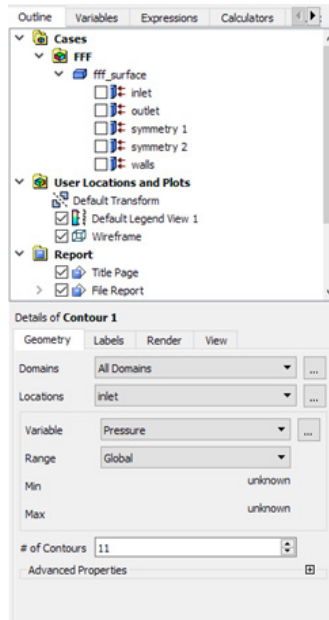 Outline Variables Expressions Calculators
Cases
FFF
fff_surface
inlet
outlet
symmetry 1
symmetry 2
walls
User Locations and Plots
Default Transform
Default Legend View 1
Wireframe
Report
Title Page
File Report
Details of Contour 1
Geometry Labels Render View
Domains All Domains ...
Locations inlet ...
Variable Pressure ...
Range Global
Min unknown
Max unknown
# of Contours 11
Advanced Properties